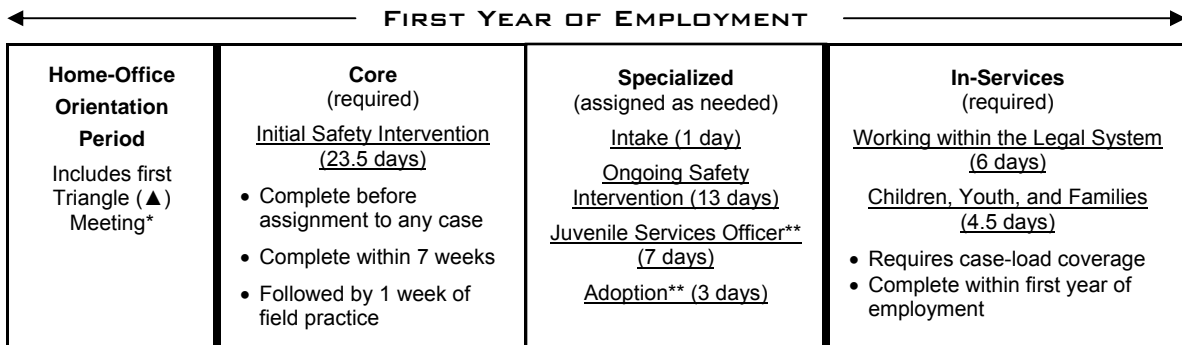 FIRST YEAR OF EMPLOYMENT
Home-Office
Orientation
Period
Includes first
Triangle (▲)
Meeting*
Core
(required)
Initial Safety Intervention
(23.5 days)
• Complete before
assignment to any case
• Complete within 7 weeks
• Followed by 1 week of
field practice
Specialized
(assigned as needed)
Intake (1 day)
Ongoing Safety
Intervention (13 days)
Juvenile Services Officer**
(7 days)
Adoption** (3 days)
In-Services
(required)
Working within the Legal System
(6 days)
Children, Youth, and Families
(4.5 days)
• Requires case-load coverage
• Complete within first year of
employment